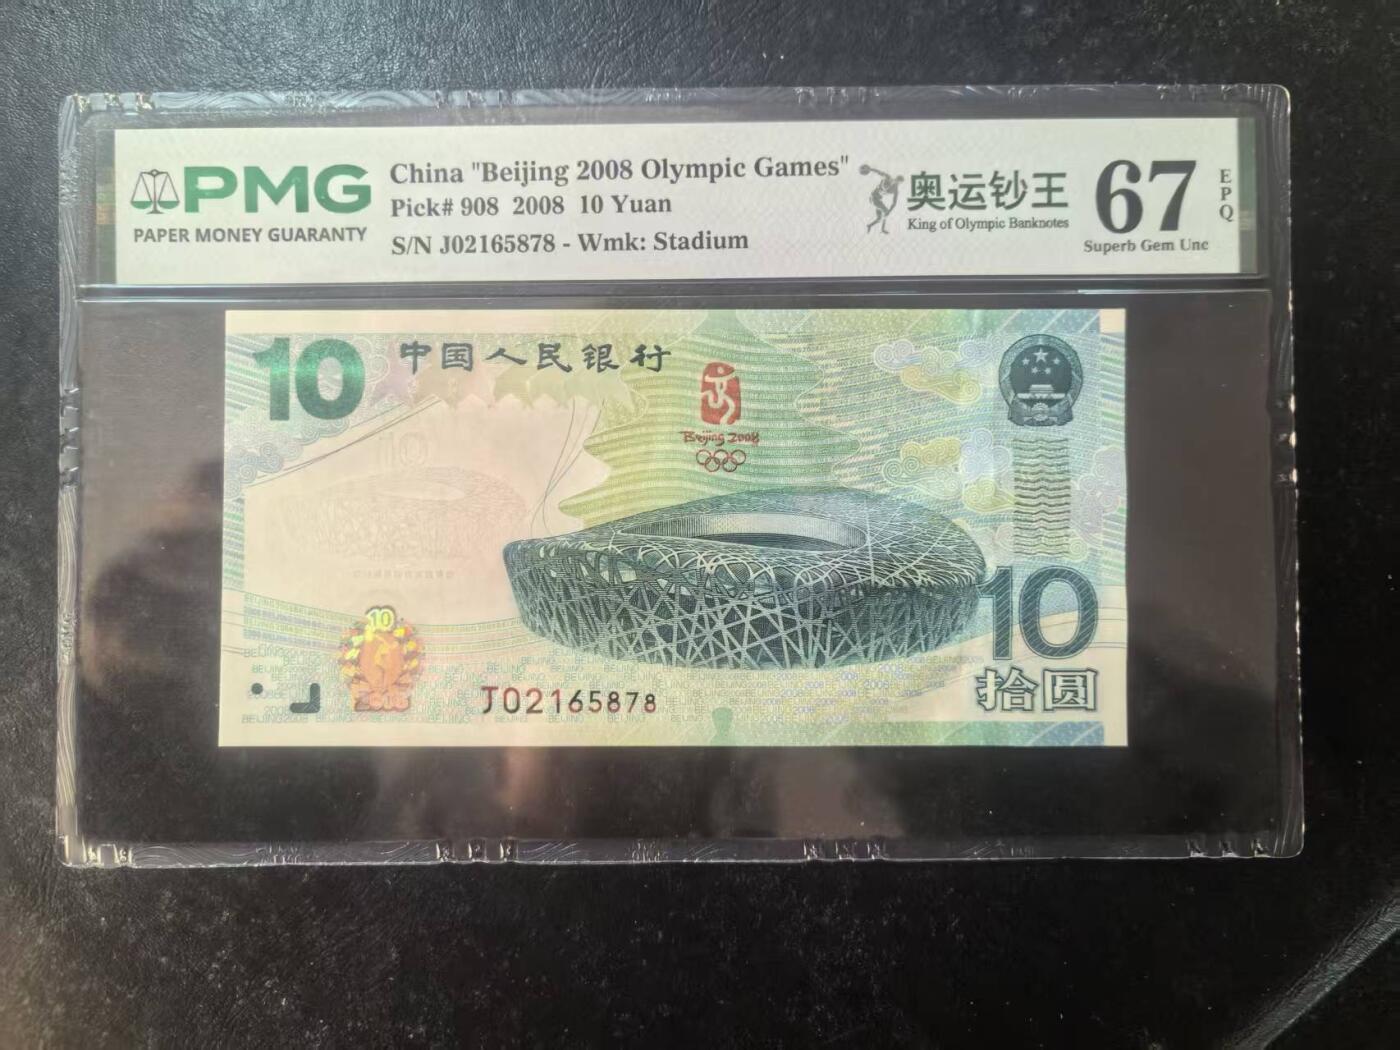 PMG
PAPER MONEY GUARANTY
China "Beijing 2008 Olympic Games"
Pick# 908 2008 10 Yuan
S/N J02165878 - Wmk: Stadium
奥运钞王
King of Olympic Banknotes
67
EPQ
Superb Gem Unc
10
中国人民银行
Beijing 2008
10
J02165878
10
拾圆